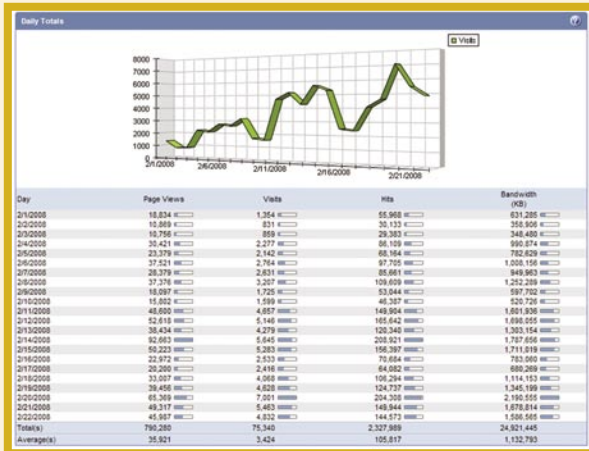 Daily Totals
Visits
8000
7000
6000
5000
4000
3000
2000
1000
0
2/1/2008 2/6/2008 2/11/2008 2/16/2008 2/21/2008
Day Page Views Visits Hits Bandwidth (KB)
2/1/2008 18,834 1,354 55,968 631,285
2/2/2008 10,869 831 30,133 358,906
2/3/2008 10,756 859 29,383 348,480
2/4/2008 30,421 2,277 86,109 990,874
2/5/2008 23,379 2,142 68,164 782,629
2/6/2008 37,521 2,764 97,705 1,008,156
2/7/2008 28,379 2,631 85,661 949,963
2/8/2008 37,376 3,207 109,609 1,252,289
2/9/2008 18,097 1,725 53,044 597,702
2/10/2008 15,802 1,599 46,387 520,726
2/11/2008 48,600 4,657 149,904 1,601,936
2/12/2008 52,618 5,146 165,642 1,698,055
2/13/2008 38,434 4,279 120,340 1,303,154
2/14/2008 92,663 5,645 208,921 1,787,656
2/15/2008 50,223 5,283 156,397 1,711,019
2/16/2008 22,972 2,533 70,684 783,060
2/17/2008 20,200 2,416 64,082 680,269
2/18/2008 33,007 4,068 106,294 1,114,153
2/19/2008 39,456 4,628 124,737 1,345,199
2/20/2008 65,369 7,001 204,308 2,190,555
2/21/2008 49,317 5,463 149,944 1,678,814
2/22/2008 45,987 4,832 144,573 1,586,565
Total(s) 790,280 75,340 2,327,989 24,921,445
Average(s) 35,921 3,424 105,817 1,132,793